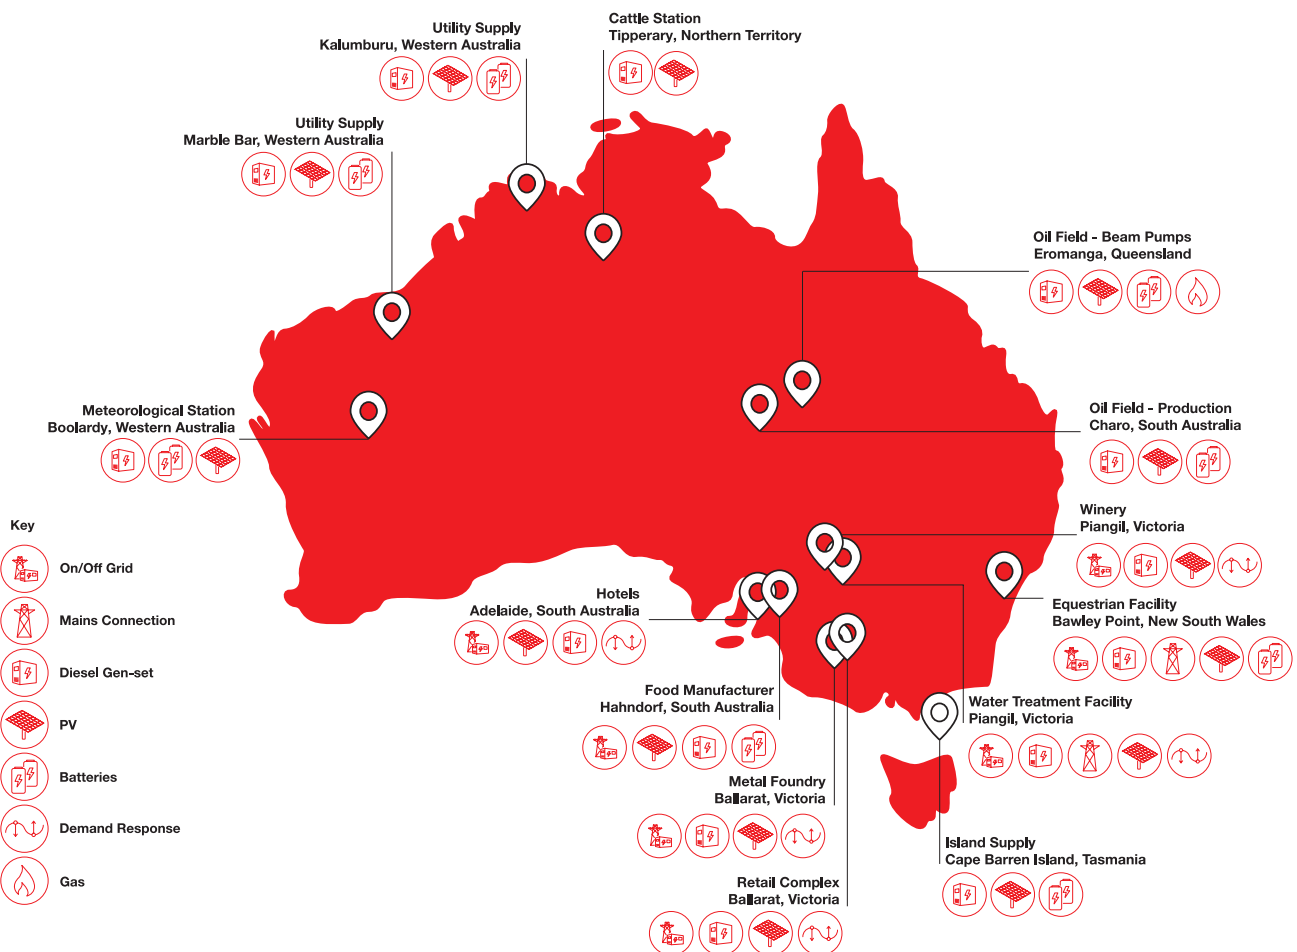 Utility Supply
Kalumburu, Western Australia
Cattle Station
Tipperary, Northern Territory
Utility Supply
Marble Bar, Western Australia
Oil Field - Beam Pumps
Eromanga, Queensland
Meteorological Station
Boolardy, Western Australia
Oil Field - Production
Charo, South Australia
Winery
Piangil, Victoria
Key
On/Off Grid
Mains Connection
Diesel Gen-set
PV
Batteries
Demand Response
Gas
Hotels
Adelaide, South Australia
Equestrian Facility
Bawley Point, New South Wales
Food Manufacturer
Hahndorf, South Australia
Water Treatment Facility
Piangil, Victoria
Metal Foundry
Ballarat, Victoria
Island Supply
Cape Barren Island, Tasmania
Retail Complex
Ballarat, Victoria